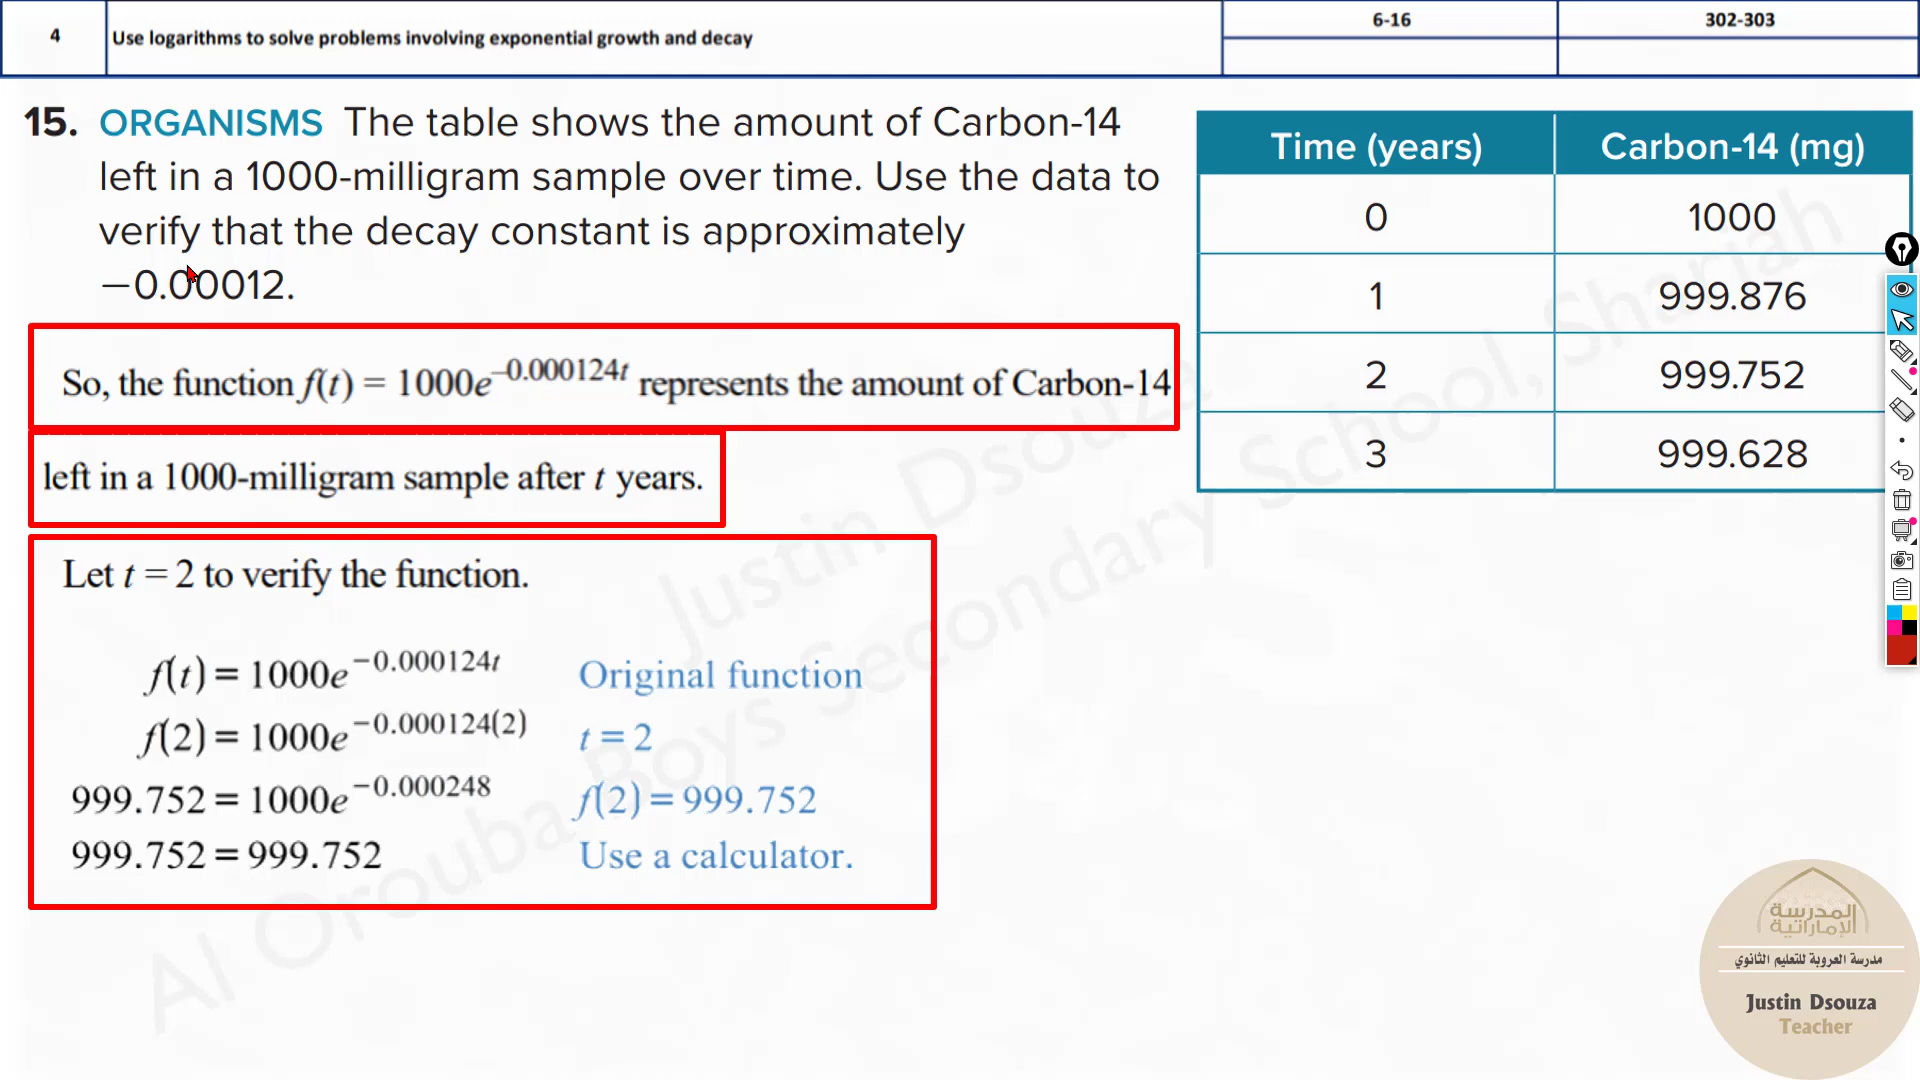 4
Use logarithms to solve problems involving exponential growth and decay
6-16
302-303
15. ORGANISMS The table shows the amount of Carbon-14
left in a 1000-milligram sample over time. Use the data to
verify that the decay constant is approximately
−0.00012.
Time (years) Carbon-14 (mg)
0 1000
1 999.876
2 999.752
3 999.628
So, the function f(t) = 1000e^–0.000124t represents the amount of Carbon-14
left in a 1000-milligram sample after t years.
Let t = 2 to verify the function.
f(t) = 1000e^−0.000124t Original function
f(2) = 1000e^−0.000124(2) t = 2
999.752 = 1000e^−0.000248 f(2) = 999.752
999.752 = 999.752 Use a calculator.
Justin Dsouza
Al Orouba Boys Secondary School, Sharjah
المدرسة
الإماراتية
مدرسة العروبة للتعليم الثانوي
Justin Dsouza
Teacher